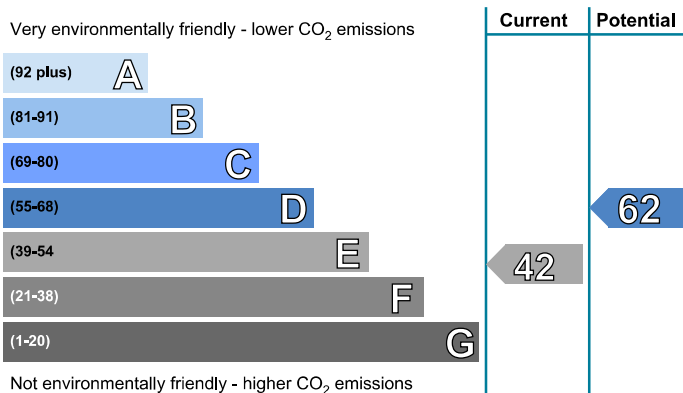 Very environmentally friendly - lower CO₂ emissions
Current
Potential
(92 plus) A
(81-91) B
(69-80) C
(55-68) D
62
(39-54 E
42
(21-38) F
(1-20) G
Not environmentally friendly - higher CO₂ emissions